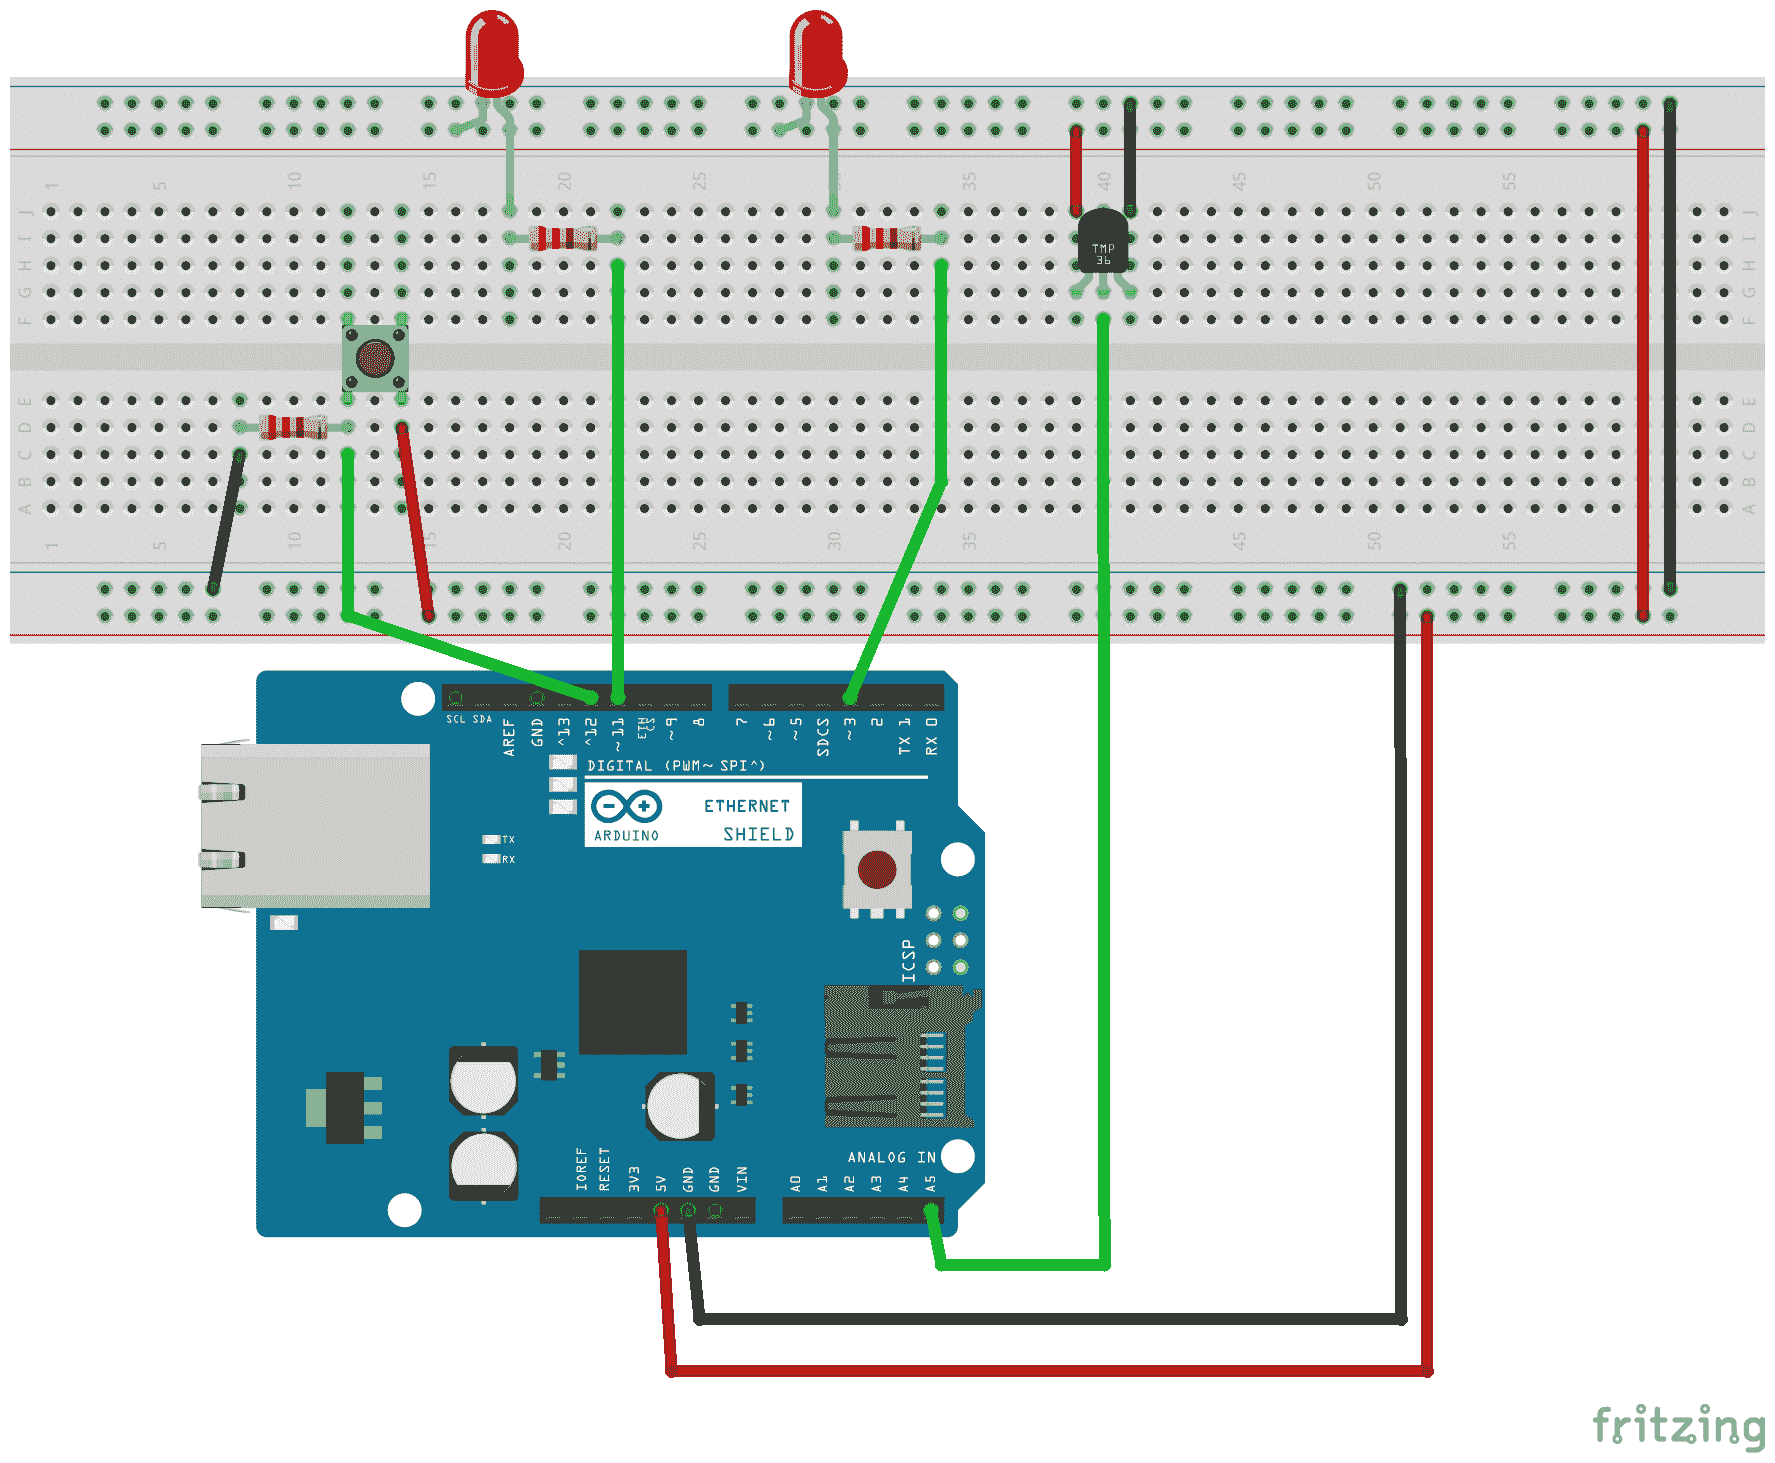 1 5 10 15 20 25 30 35 40 45 50 55
J J
I I
H H
G G
F F
TMP
36
E E
D D
C C
B B
A A
1 5 10 15 20 25 30 35 45 50 55
SCL SDA AREF GND ^13 ^12 ~11 ETH CS ~9 8 7 ~6 ~5 SDCS ~3 2 TX 1 RX 0
DIGITAL (PWM~ SPI^)
ETHERNET
SHIELD
ARDUINO
TX
RX
ICSP
ANALOG IN
IOREF RESET 3V3 5V GND GND VIN A0 A1 A2 A3 A4 A5
fritzing